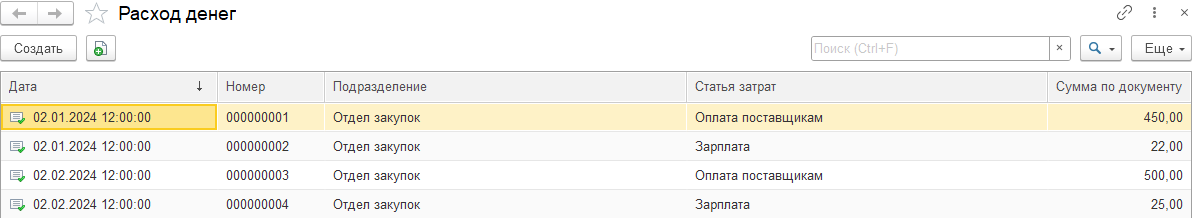 Расход денег
Создать Поиск (Ctrl+F) × Еще
Дата ↓ Номер Подразделение Статья затрат Сумма по документу
02.01.2024 12:00:00 000000001 Отдел закупок Оплата поставщикам 450,00
02.01.2024 12:00:00 000000002 Отдел закупок Зарплата 22,00
02.02.2024 12:00:00 000000003 Отдел закупок Оплата поставщикам 500,00
02.02.2024 12:00:00 000000004 Отдел закупок Зарплата 25,00